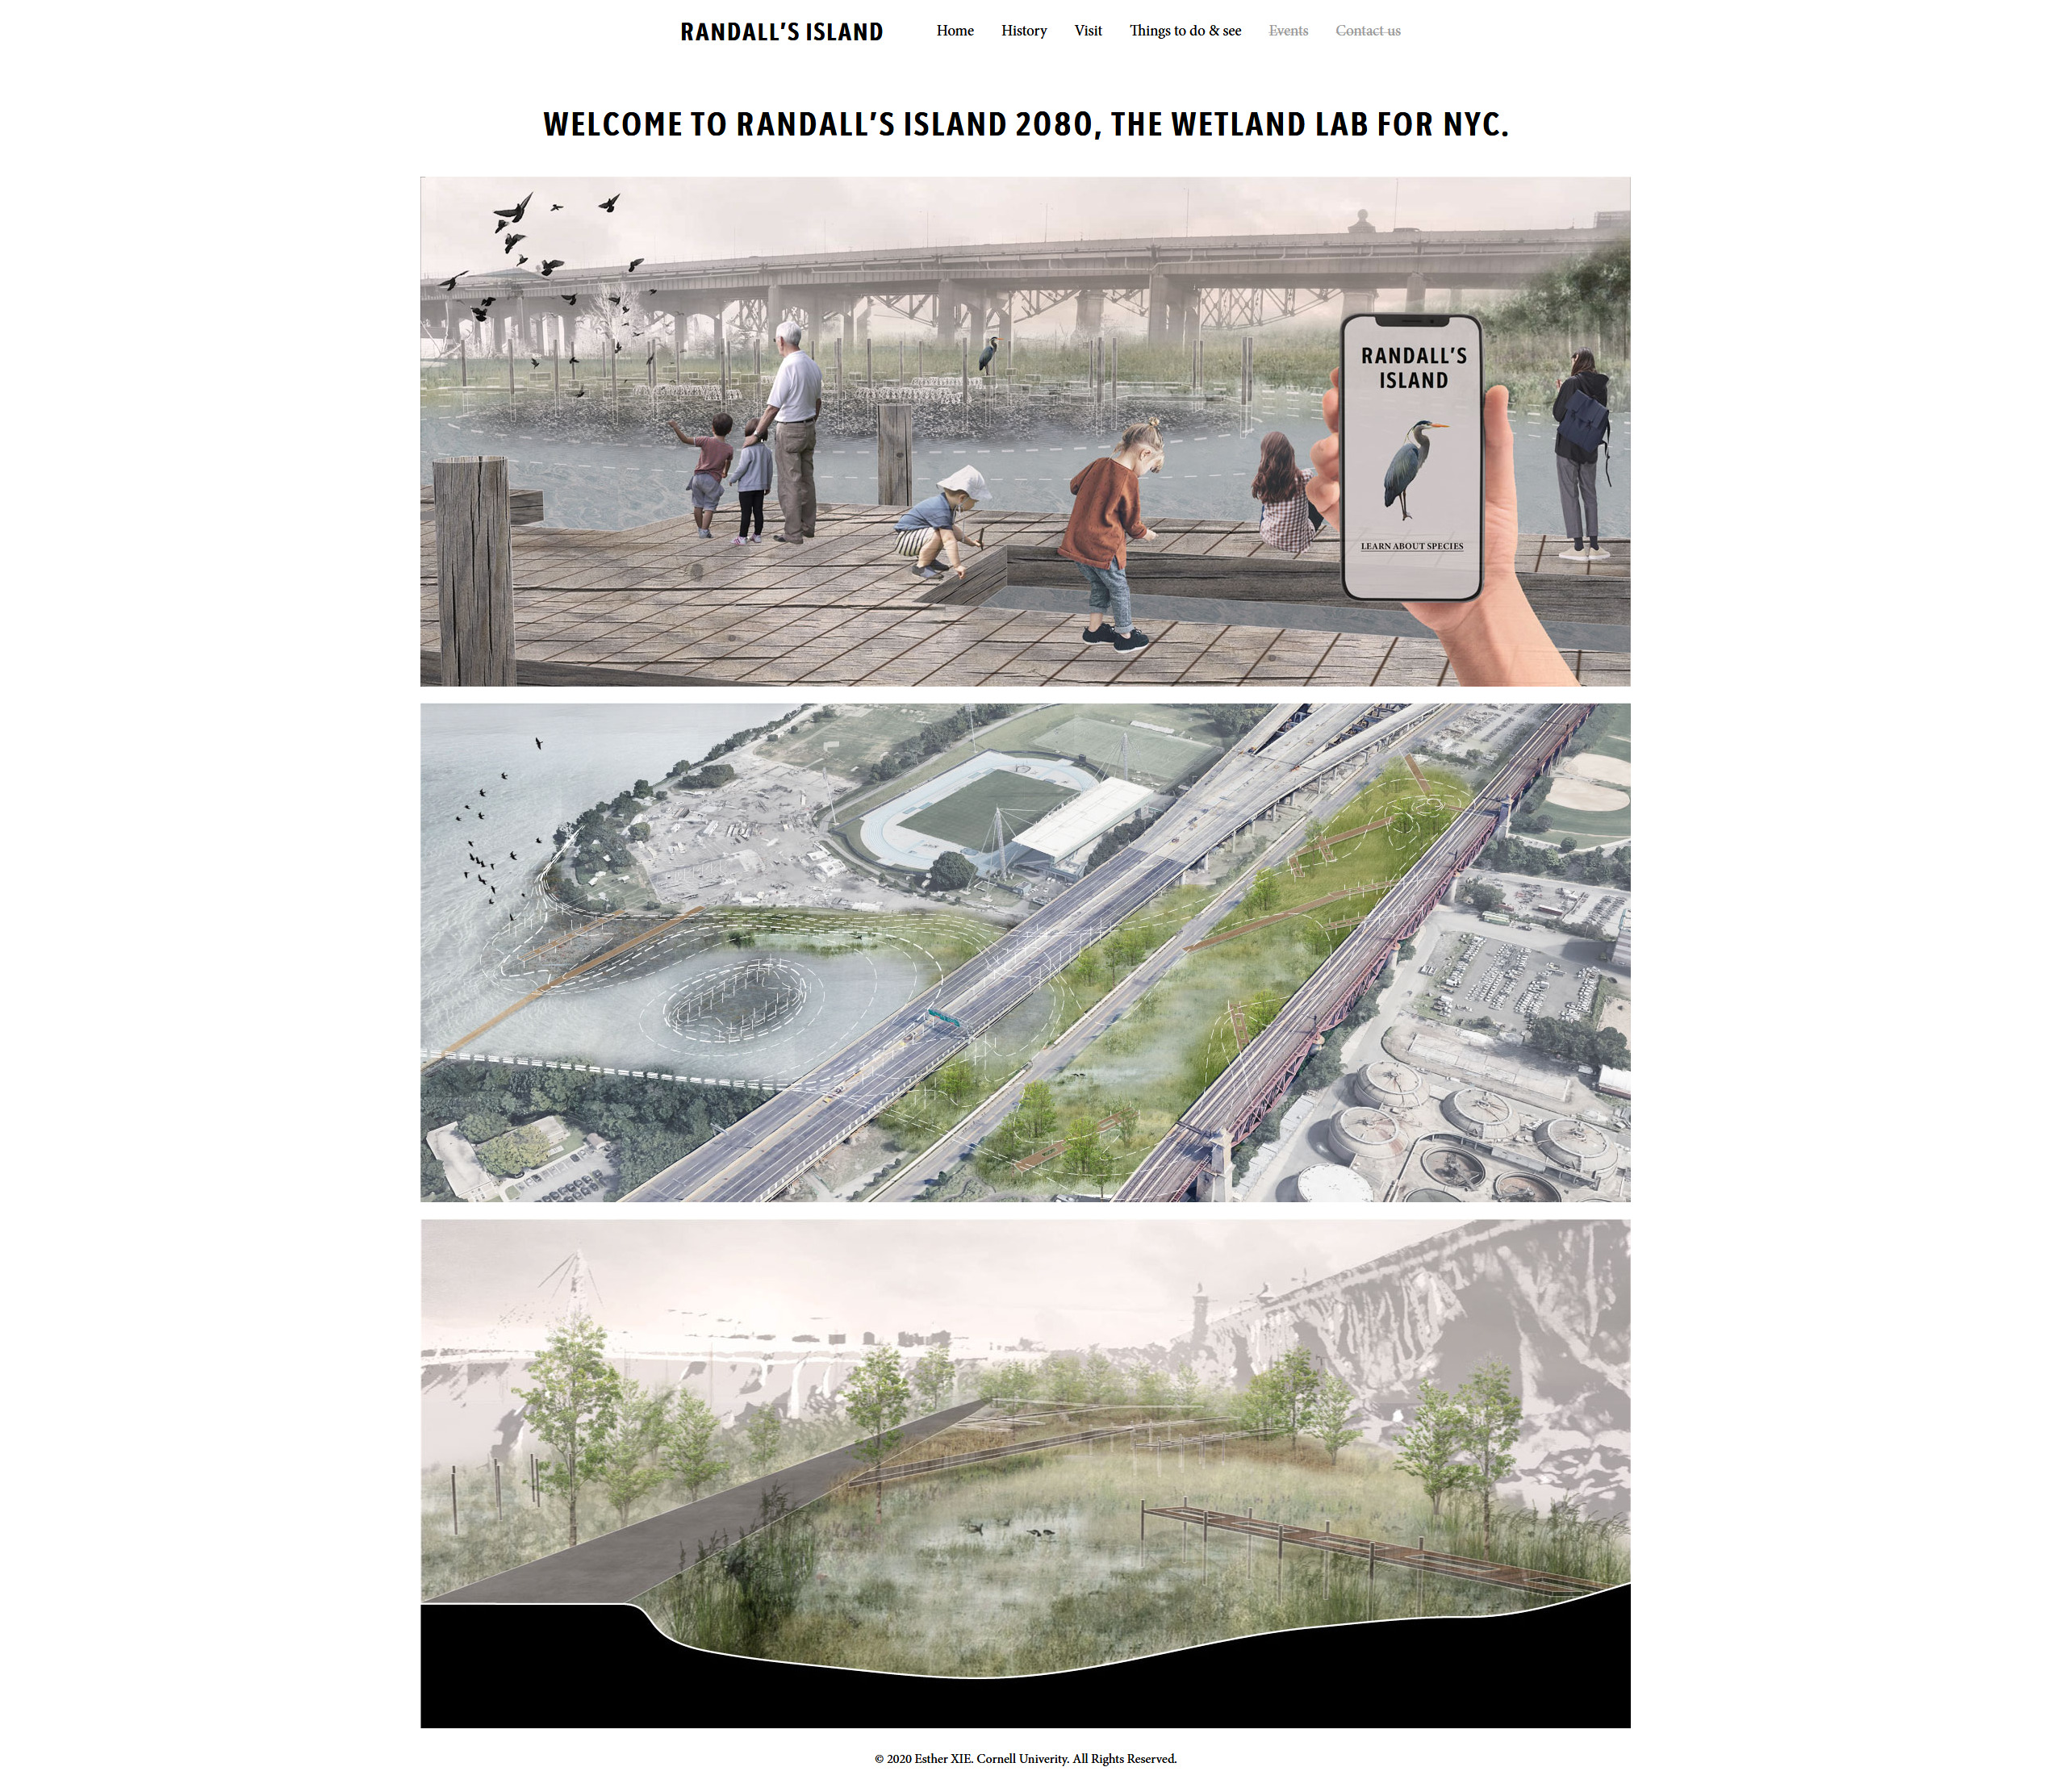 RANDALL'S ISLAND
Home History Visit Things to do & see Events Contact us
WELCOME TO RANDALL'S ISLAND 2080, THE WETLAND LAB FOR NYC.
RANDALL'S
ISLAND
LEARN ABOUT SPECIES
© 2020 Esther XIE. Cornell Univerity. All Rights Reserved.